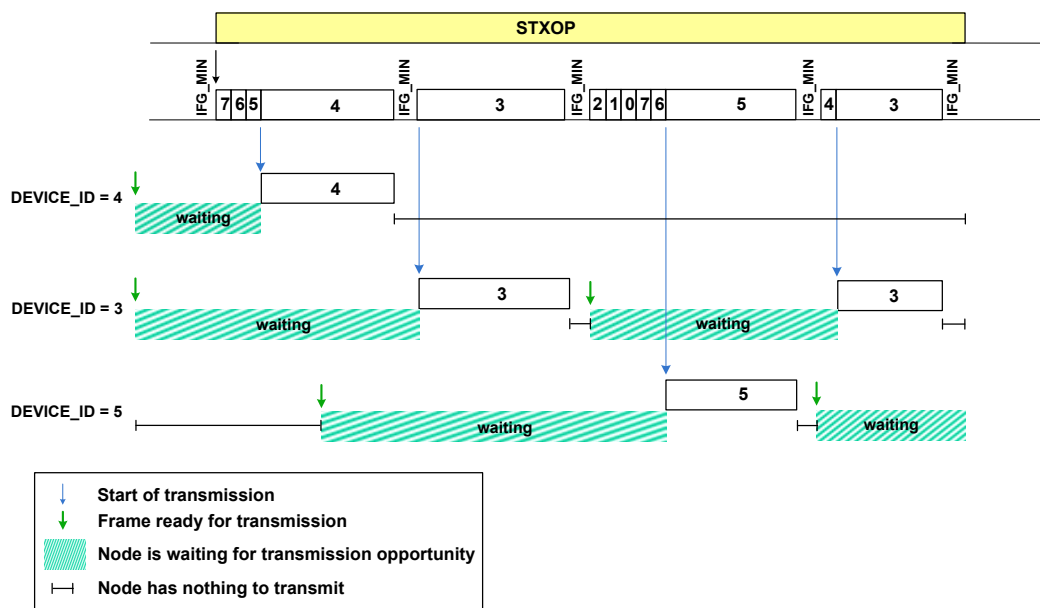 STXOP
IFG_MIN IFG_MIN IFG_MIN IFG_MIN IFG_MIN
7 6 5 4 3 2 1 0 7 6 5 4 3
DEVICE_ID = 4
4
waiting
DEVICE_ID = 3
3 3
waiting waiting
DEVICE_ID = 5
5
waiting waiting
Start of transmission
Frame ready for transmission
Node is waiting for transmission opportunity
Node has nothing to transmit